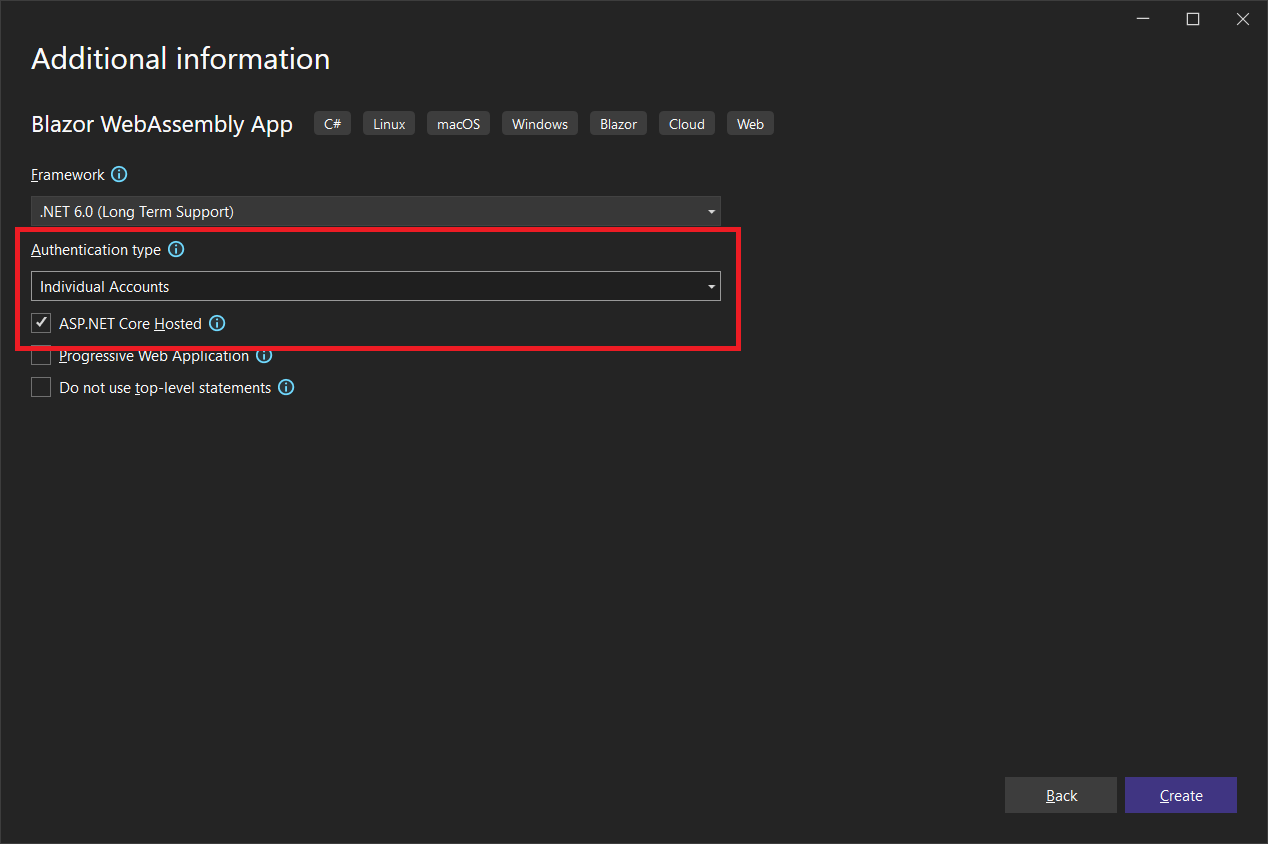 Additional information
Blazor WebAssembly App C# Linux macOS Windows Blazor Cloud Web
Framework
.NET 6.0 (Long Term Support)
Authentication type
Individual Accounts
ASP.NET Core Hosted
Progressive Web Application
Do not use top-level statements
Back Create